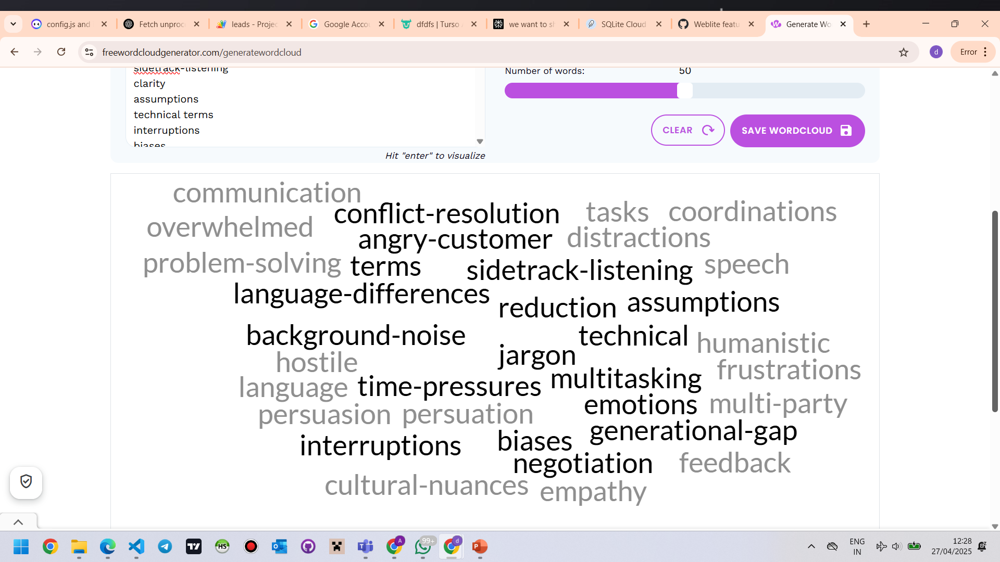 config.js and
Fetch unproc
leads - Projec
Google Accou
dfdfs | Turso
we want to sh
SQLite Cloud
Weblite featu
Generate Wo
freewordcloudgenerator.com/generatewordcloud
d
Error
sidetrack-listening
clarity
assumptions
technical terms
interruptions
biases
Number of words:
50
CLEAR
SAVE WORDCLOUD
Hit "enter" to visualize
communication
conflict-resolution
tasks
coordinations
overwhelmed
angry-customer
distractions
problem-solving
terms
sidetrack-listening
speech
language-differences
reduction
assumptions
background-noise
technical
humanistic
hostile
jargon
frustrations
language
time-pressures
multitasking
persuasion
persuation
emotions
multi-party
interruptions
biases
generational-gap
negotiation
feedback
cultural-nuances
empathy
HS
A
99+
d
ENG
IN
12:28
27/04/2025